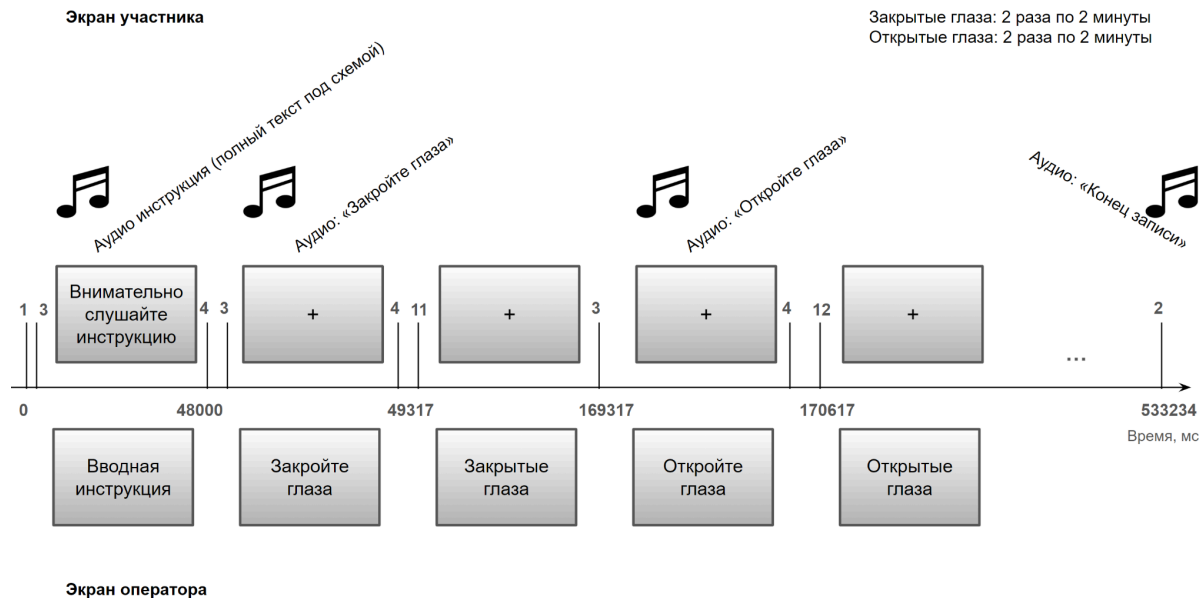 Экран участника
Закрытые глаза: 2 раза по 2 минуты
Открытые глаза: 2 раза по 2 минуты
Аудио инструкция (полный текст под схемой)
Аудио: «Закройте глаза»
Аудио: «Откройте глаза»
Аудио: «Конец записи»
Внимательно
слушайте
инструкцию
+
+
+
+
1 3 4 3 4 11 3 4 12 2
...
0 48000 49317 169317 170617 533234
Время, мс
Вводная
инструкция
Закройте
глаза
Закрытые
глаза
Откройте
глаза
Открытые
глаза
Экран оператора